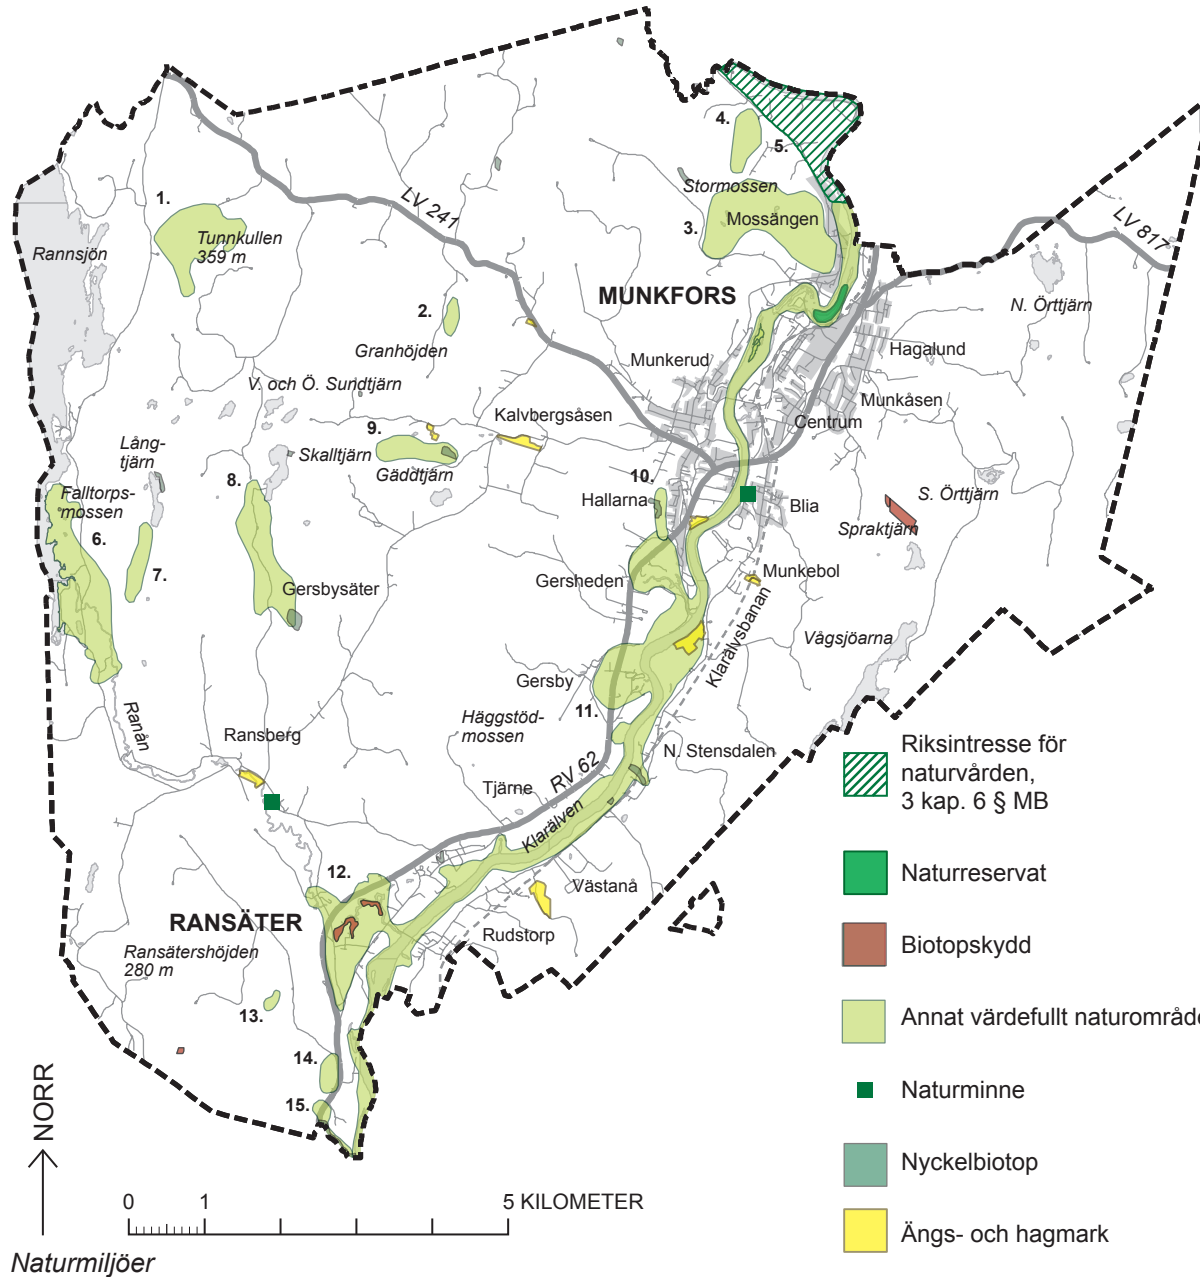 4.
5.
Stormossen
1.
3.
Mossängen
LV 241
LV 817
Tunnkullen
359 m
Rannsjön
MUNKFORS
N. Örttjärn
2.
Granhöjden
Hagalund
Munkerud
V. och Ö. Sundtjärn
Munkåsen
Kalvbergsåsen
Centrum
9.
Lång-
tjärn
Skalltjärn
Gäddtjärn
10.
8.
Falltorps-
mossen
Hallarna
S. Örttjärn
Blia
Spraktjärn
6.
7.
Gersheden
Munkebol
Gersbysäter
Klarälvsbanan
Vågsjöarna
Gersby
11.
Ranån
Häggstöd-
mossen
Ransberg
N. Stensdalen
RV 62
Tjärne
Klarälven
12.
Västanå
RANSÄTER
Rudstorp
Ransätershöjden
280 m
13.
14.
15.
Riksintresse för
naturvården,
3 kap. 6 § MB
Naturreservat
Biotopskydd
Annat värdefullt naturområde
Naturminne
Nyckelbiotop
Ängs- och hagmark
NORR
0 1 5 KILOMETER
Naturmiljöer